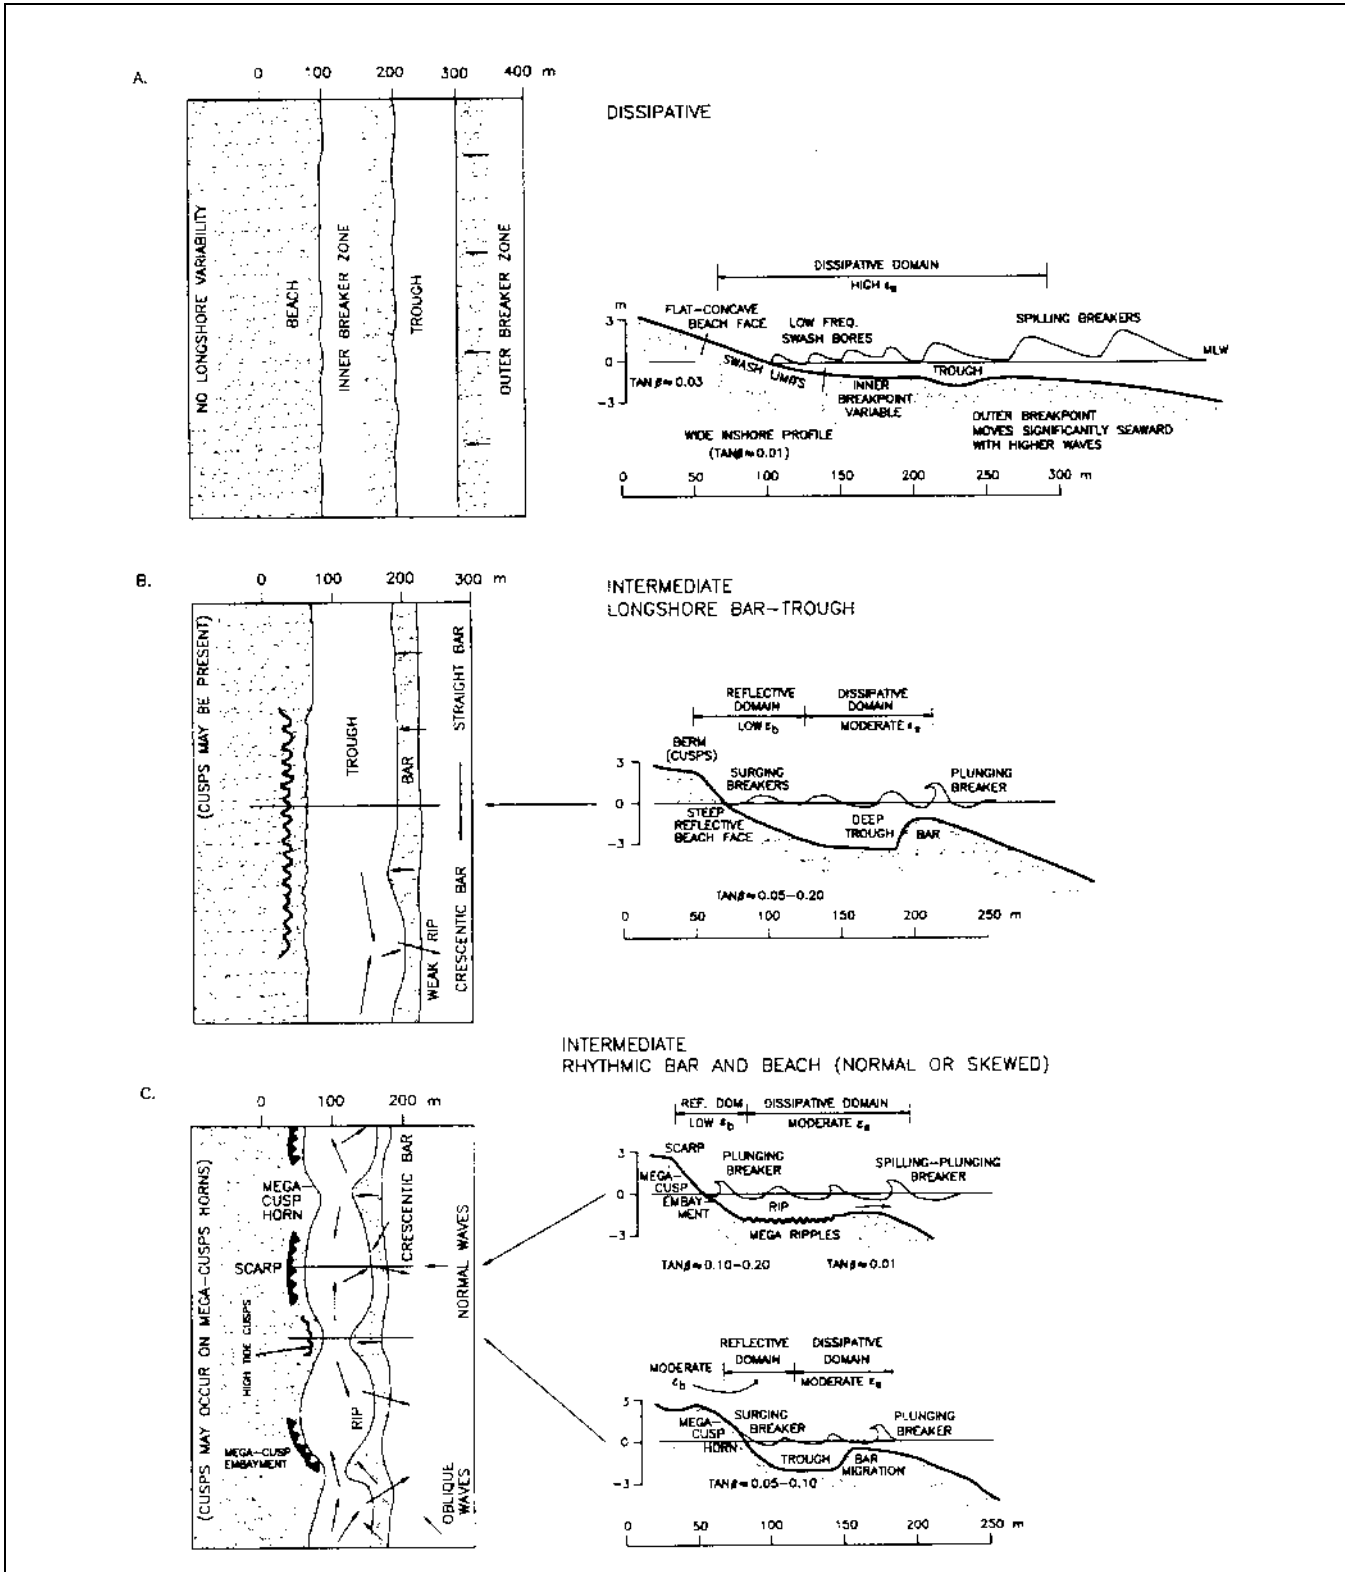 A.
0 100 200 300 400 m
NO LONGSHORE VARIABILITY
BEACH
INNER BREAKER ZONE
TROUGH
OUTER BREAKER ZONE
DISSIPATIVE
DISSIPATIVE DOMAIN
HIGH εs
m
3
0
-3
FLAT-CONCAVE
BEACH FACE
LOW FREQ.
SWASH BORES
SPILLING BREAKERS
MLW
TAN β≈0.03
SWASH LIMITS
TROUGH
INNER
BREAKPOINT
VARIABLE
WIDE INSHORE PROFILE
(TANβ≈0.01)
OUTER BREAKPOINT
MOVES SIGNIFICANTLY SEAWARD
WITH HIGHER WAVES
0 50 100 150 200 250 300 m
B.
0 100 200 300 m
(CUSPS MAY BE PRESENT)
TROUGH
BAR
STRAIGHT BAR
WEAK RIP
CRESCENTIC BAR
INTERMEDIATE
LONGSHORE BAR-TROUGH
REFLECTIVE
DOMAIN
LOW εb
DISSIPATIVE
DOMAIN
MODERATE εs
BERM
(CUSPS)
3
0
-3
SURGING
BREAKERS
PLUNGING
BREAKER
STEEP
REFLECTIVE
BEACH FACE
DEEP
TROUGH
BAR
TANβ≈0.05-0.20
0 50 100 150 200 250 m
INTERMEDIATE
RHYTHMIC BAR AND BEACH (NORMAL OR SKEWED)
C.
0 100 200 m
(CUSPS MAY OCCUR ON MEGA-CUSPS HORNS)
MEGA-
CUSP
HORN
CRESCENTIC BAR
SCARP
NORMAL WAVES
HIGH TIDE CUSPS
RIP
MEGA-CUSP
EMBAYMENT
OBLIQUE
WAVES
REF. DOM
LOW εb
DISSIPATIVE DOMAIN
MODERATE εs
3
0
-3
SCARP
PLUNGING
BREAKER
SPILLING-PLUNGING
BREAKER
MEGA-
CUSP
EMBAY-
MENT
RIP
MEGA RIPPLES
TANβ≈0.10-0.20
TANβ≈0.01
MODERATE
εb
REFLECTIVE
DOMAIN
DISSIPATIVE
DOMAIN
MODERATE εs
3
0
-3
MEGA-
CUSP
HORN
SURGING
BREAKER
PLUNGING
BREAKER
TROUGH
BAR
MIGRATION
TANβ≈0.05-0.10
0 50 100 150 200 250 m